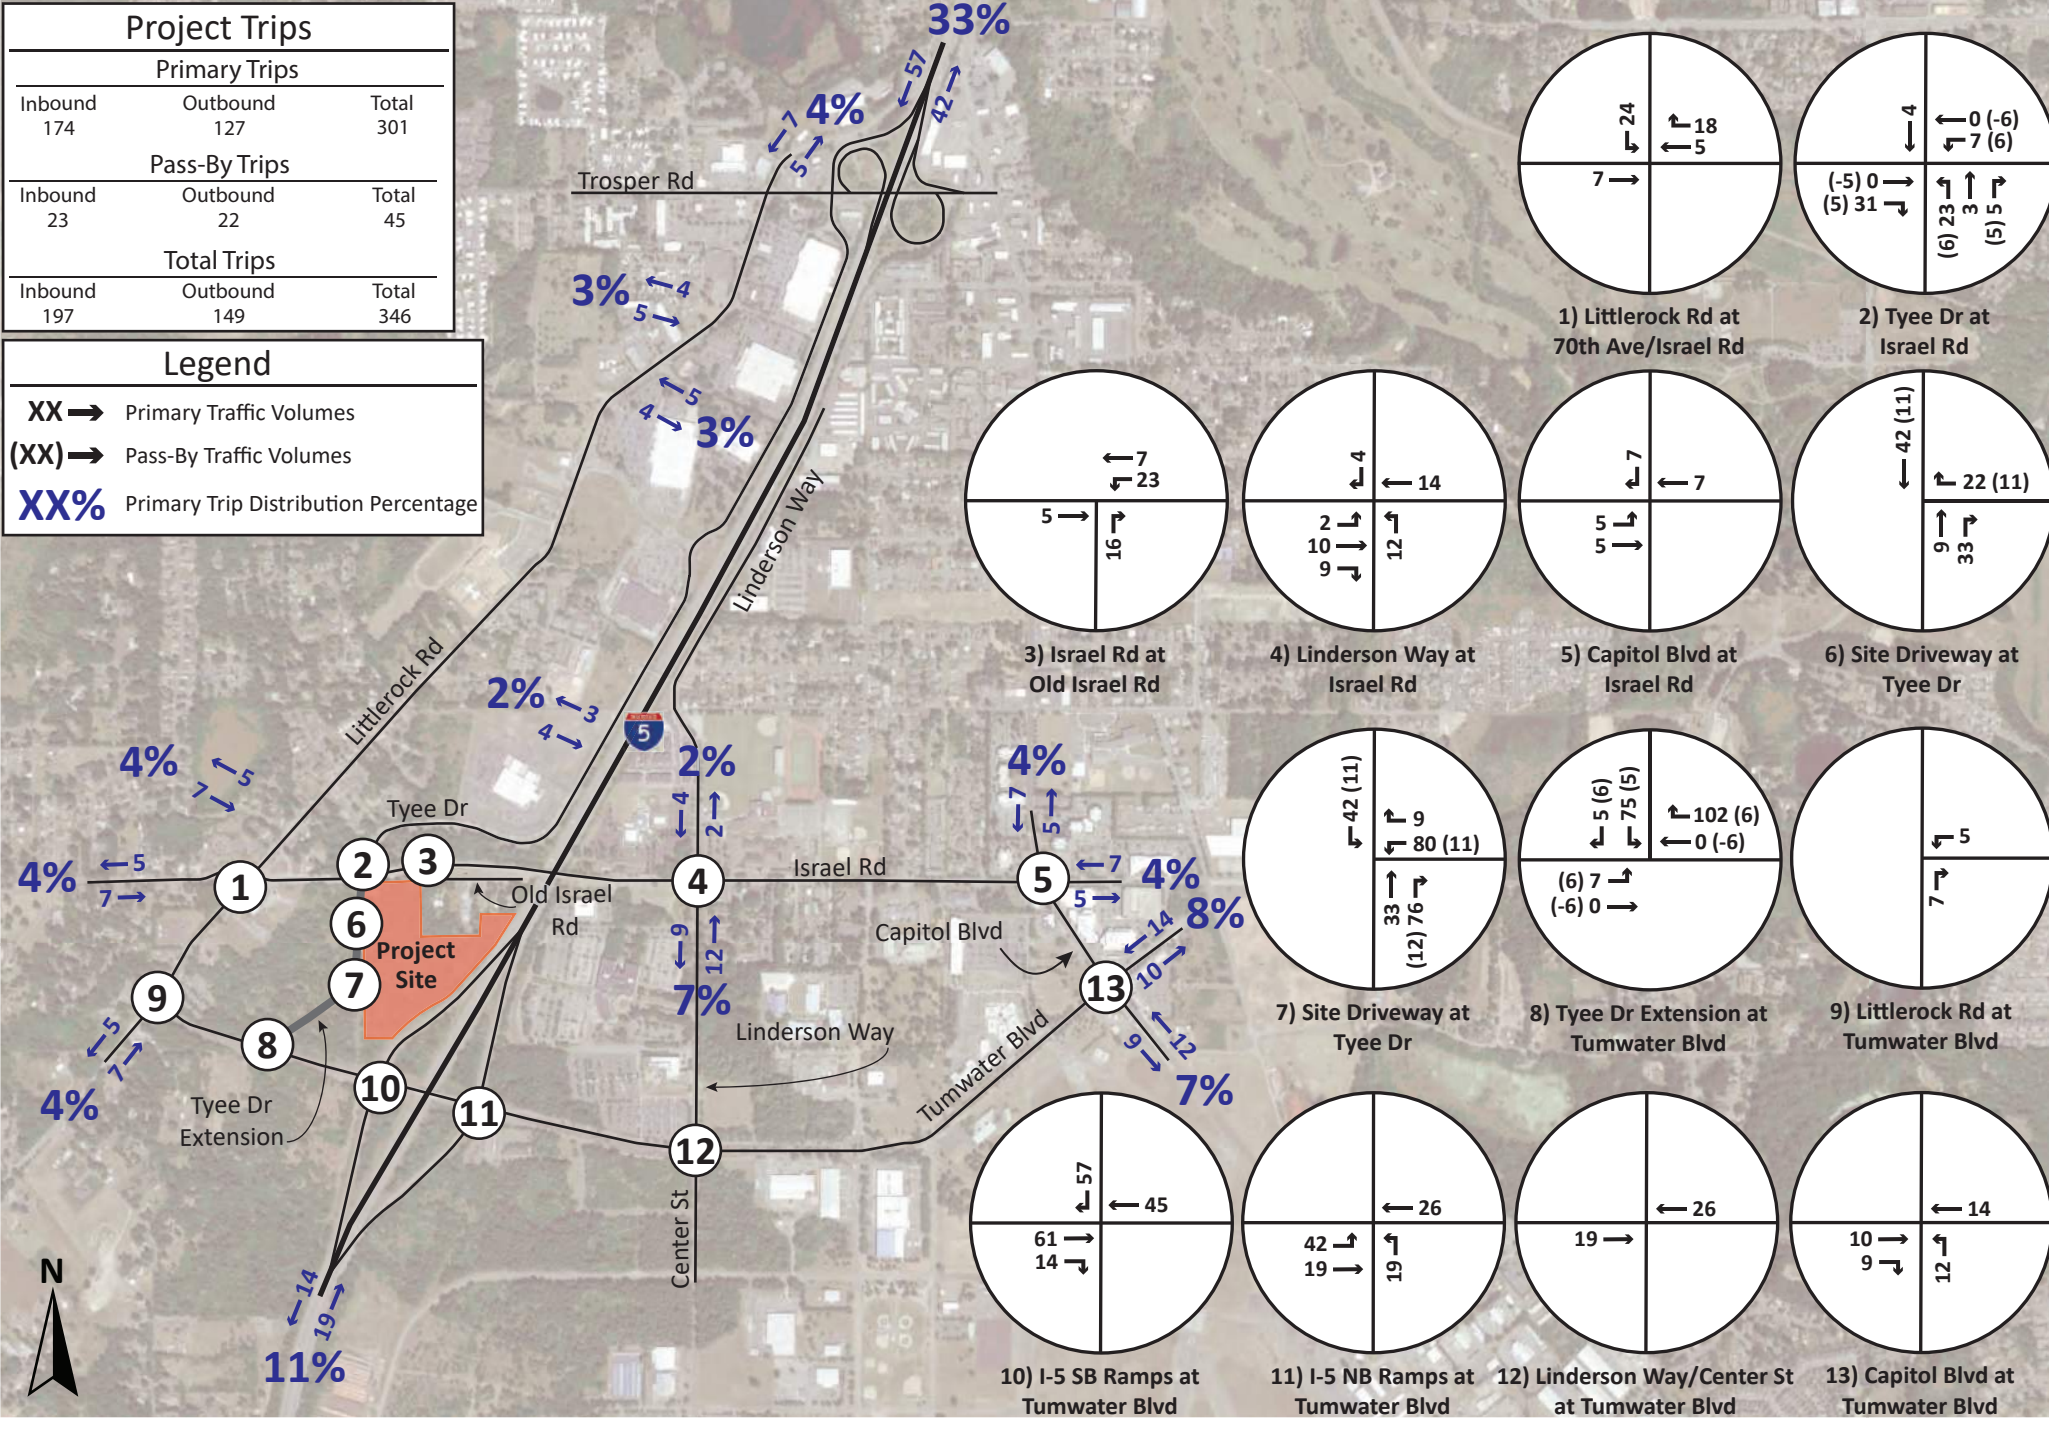 Project Trips
Primary Trips
Inbound Outbound Total
174 127 301
Pass-By Trips
Inbound Outbound Total
23 22 45
Total Trips
Inbound Outbound Total
197 149 346
Legend
XX Primary Traffic Volumes
(XX) Pass-By Traffic Volumes
XX% Primary Trip Distribution Percentage
33%
57
42
7
4%
5
Trosper Rd
3%
4
5
5
4
3%
Linderson Way
Littlerock Rd
2%
3
4
5
4%
5
7
2%
4
2
4%
7
5
Tyee Dr
4%
5
7
1
2
3
Old Israel
Rd
4
Israel Rd
5
7
5
4%
8%
14
10
6
Project
Site
7
9
12
7%
Capitol Blvd
13
9
5
7
4%
8
Tyee Dr
Extension
10
11
Linderson Way
Tumwater Blvd
12
9
7%
12
Center St
N
14
19
11%
24
18
5
7
1) Littlerock Rd at
70th Ave/Israel Rd
4
0 (-6)
7 (6)
(-5) 0
(5) 31
(6) 23
3
(5) 5
2) Tyee Dr at
Israel Rd
7
23
5
16
3) Israel Rd at
Old Israel Rd
4
14
2
10
9
12
4) Linderson Way at
Israel Rd
7
7
5
5
5) Capitol Blvd at
Israel Rd
42 (11)
22 (11)
9
33
6) Site Driveway at
Tyee Dr
42 (11)
9
80 (11)
33
(12) 76
7) Site Driveway at
Tyee Dr
5 (6)
75 (5)
102 (6)
0 (-6)
(6) 7
(-6) 0
8) Tyee Dr Extension at
Tumwater Blvd
5
7
9) Littlerock Rd at
Tumwater Blvd
57
45
61
14
10) I-5 SB Ramps at
Tumwater Blvd
26
42
19
19
11) I-5 NB Ramps at
Tumwater Blvd
26
19
12) Linderson Way/Center St
at Tumwater Blvd
14
10
9
12
13) Capitol Blvd at
Tumwater Blvd